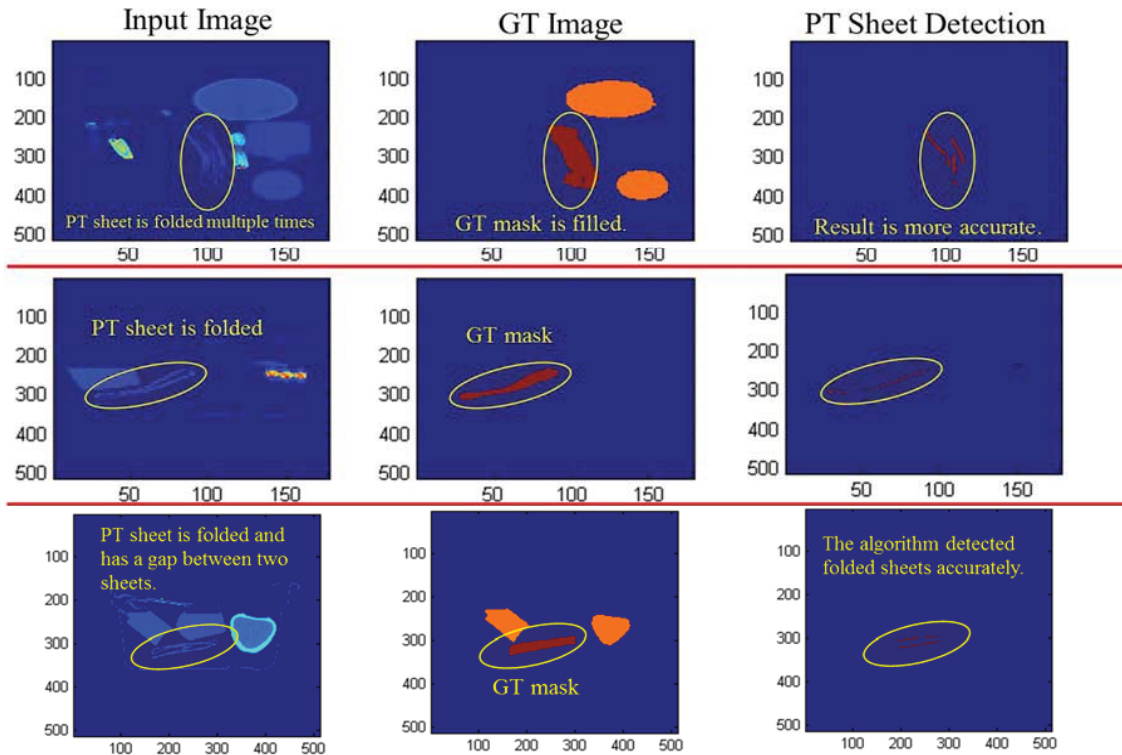 Input Image
GT Image
PT Sheet Detection
100
200
300
400
500
50 100 150
PT sheet is folded multiple times
100
200
300
400
500
50 100 150
GT mask is filled.
100
200
300
400
500
50 100 150
Result is more accurate.
100
200
300
400
500
50 100 150
PT sheet is folded
100
200
300
400
500
50 100 150
GT mask
100
200
300
400
500
50 100 150
PT sheet is folded and
has a gap between two
sheets.
100
200
300
400
500
100 200 300 400 500
GT mask
100
200
300
400
500
100 200 300 400 500
The algorithm detected
folded sheets accurately.
100
200
300
400
500
100 200 300 400 500